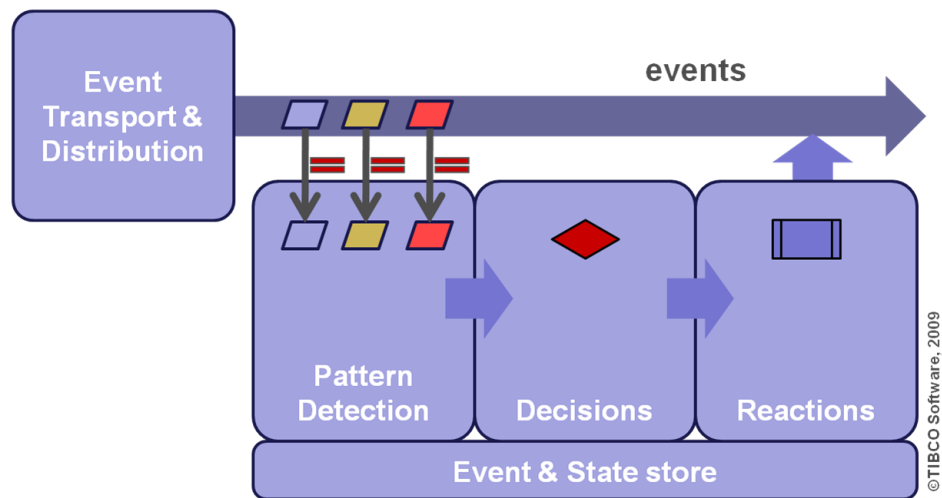 Event
Transport &
Distribution
events
Pattern
Detection
Decisions
Reactions
Event & State store
©TIBCO Software, 2009